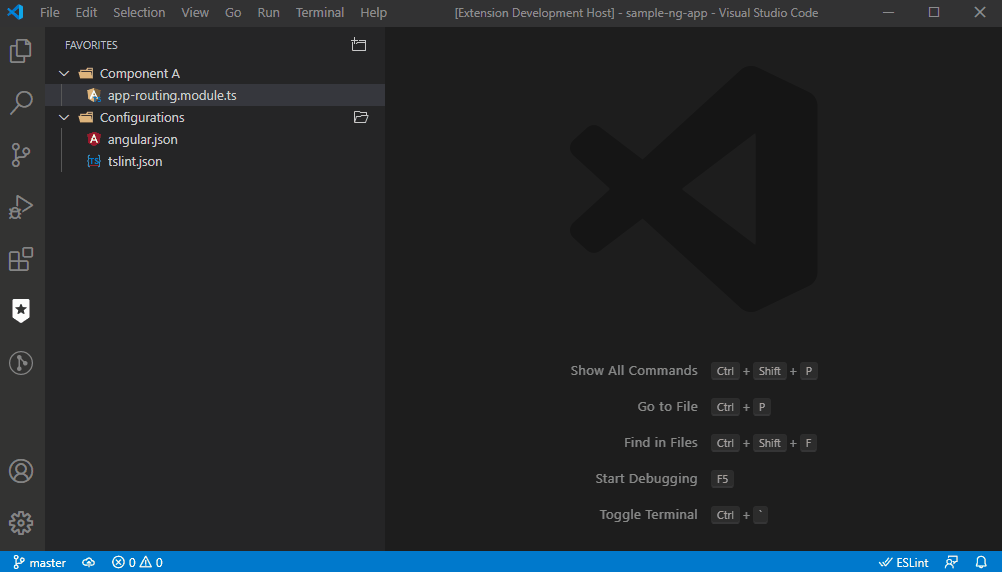 File Edit Selection View Go Run Terminal Help [Extension Development Host] - sample-ng-app - Visual Studio Code
FAVORITES
Component A
app-routing.module.ts
Configurations
angular.json
tslint.json
Show All Commands Ctrl + Shift + P
Go to File Ctrl + P
Find in Files Ctrl + Shift + F
Start Debugging F5
Toggle Terminal Ctrl + `
master 0 0 ESLint